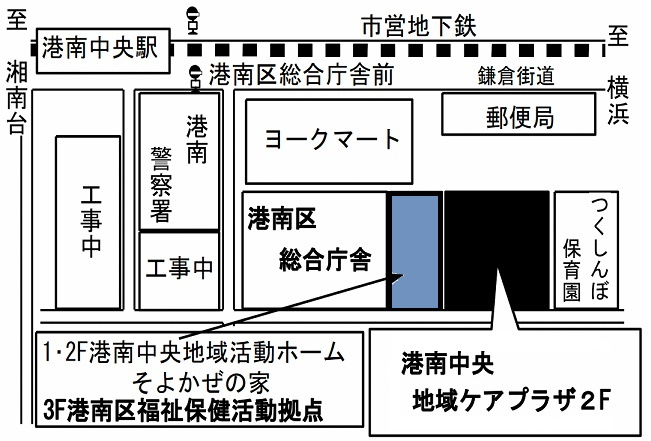 至
湘南台
港南中央駅
市営地下鉄
至
横浜
港南区総合庁舎前
鎌倉街道
港南
警察署
ヨークマート
郵便局
工事中
工事中
港南区
総合庁舎
つくしんぼ
保育園
1・2F港南中央地域活動ホーム
そよかぜの家
3F港南区福祉保健活動拠点
港南中央
地域ケアプラザ2F